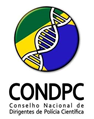 CONDPC
Conselho Nacional de
Dirigentes de Polícia Científica